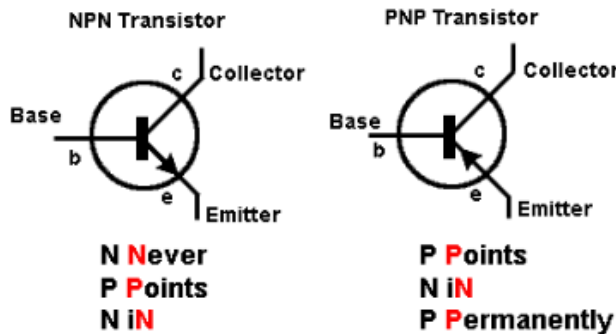 NPN Transistor
c
Collector
Base
b
e
Emitter
N Never
P Points
N iN
PNP Transistor
c
Collector
Base
b
e
Emitter
P Points
N iN
P Permanently